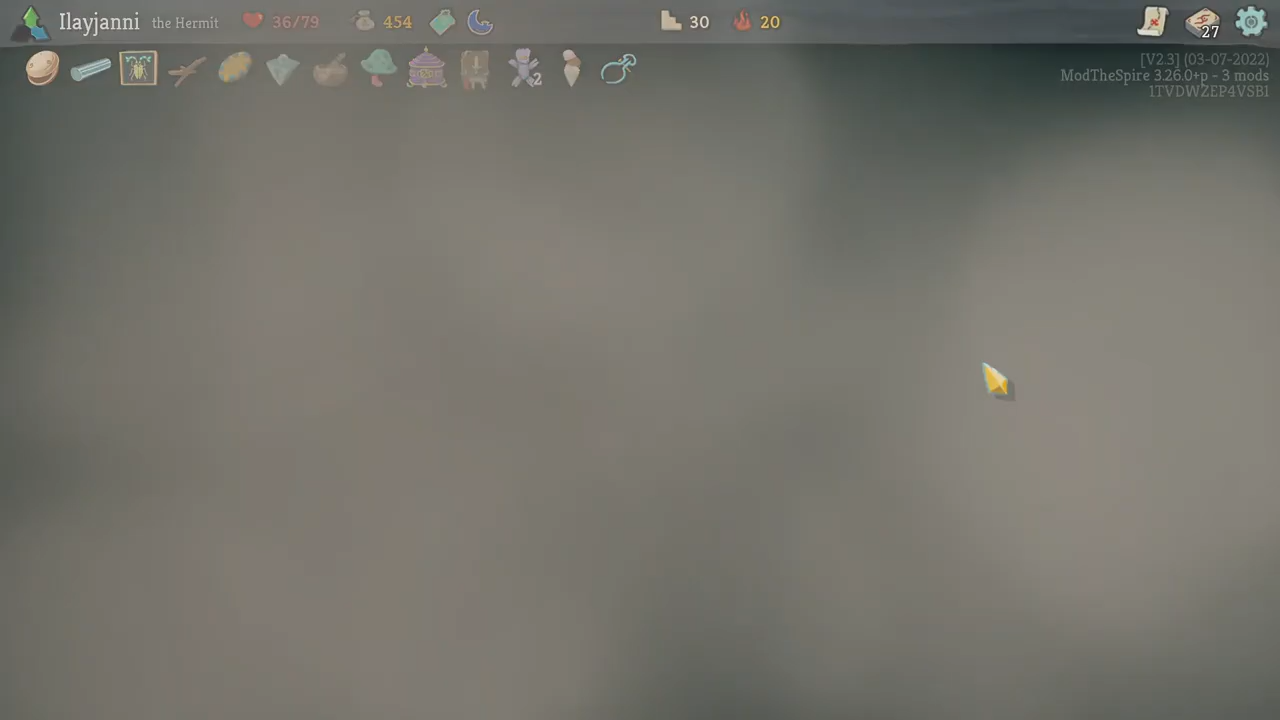 Ilayjanni the Hermit 36/79 454 30 20 27
2
[V2.3] (03-07-2022)
ModTheSpire 3.26.0+p - 3 mods
1TVDWZEP4VSBI